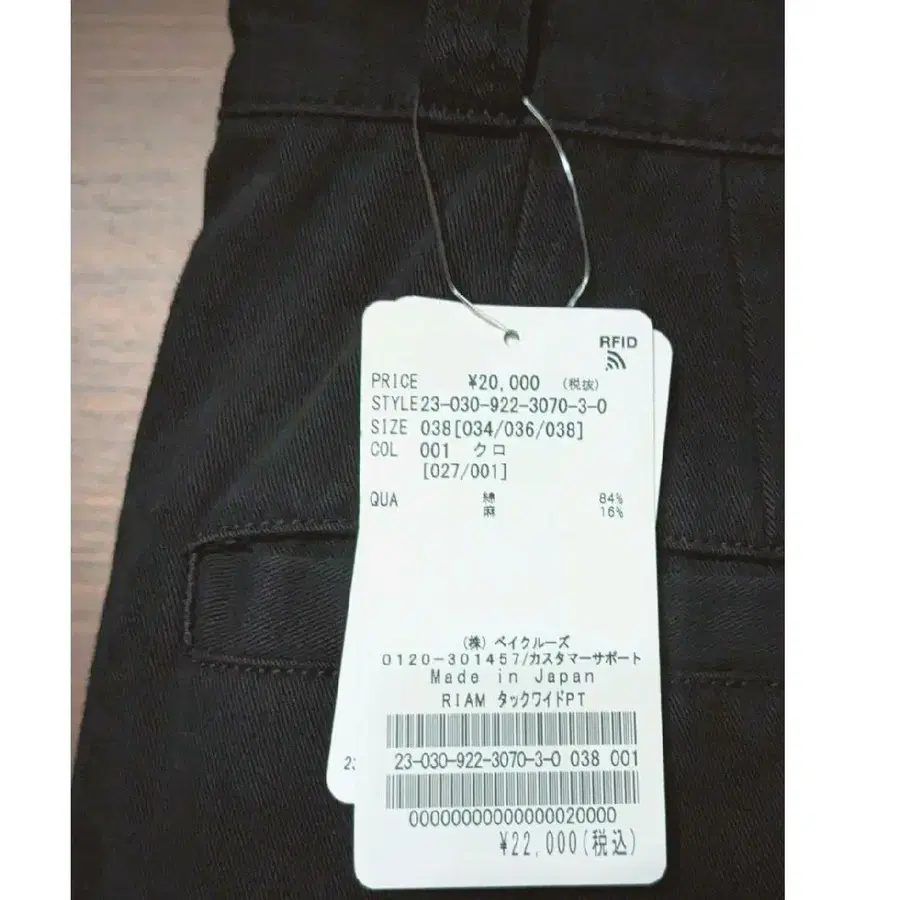 RFID
PRICE ¥20,000 (税抜)
STYLE23-030-922-3070-3-0
SIZE 038[034/036/038]
COL 001 クロ
[027/001]
QUA 綿 84%
麻 16%
(株) ベイクルーズ
0120-301457/カスタマーサポート
Made in Japan
RIAM タックワイドPT
23-030-922-3070-3-0 038 001
00000000000000020000
¥22,000(税込)